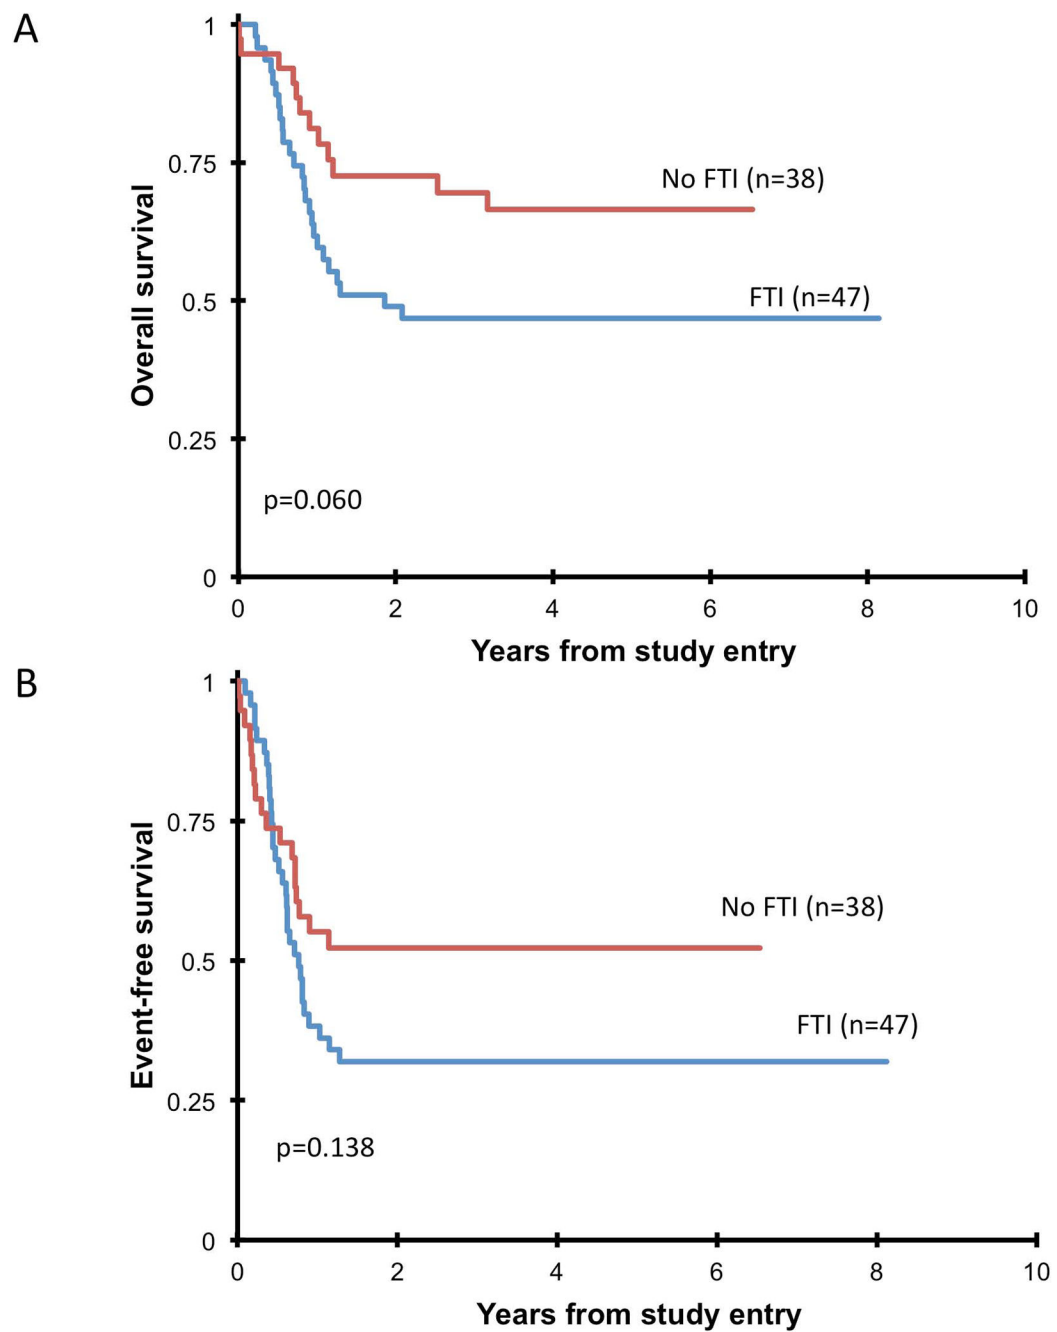 A
1
0.75
0.5
0.25
0
Overall survival
No FTI (n=38)
FTI (n=47)
p=0.060
0 2 4 6 8 10
Years from study entry
B
1
0.75
0.5
0.25
0
Event-free survival
No FTI (n=38)
FTI (n=47)
p=0.138
0 2 4 6 8 10
Years from study entry